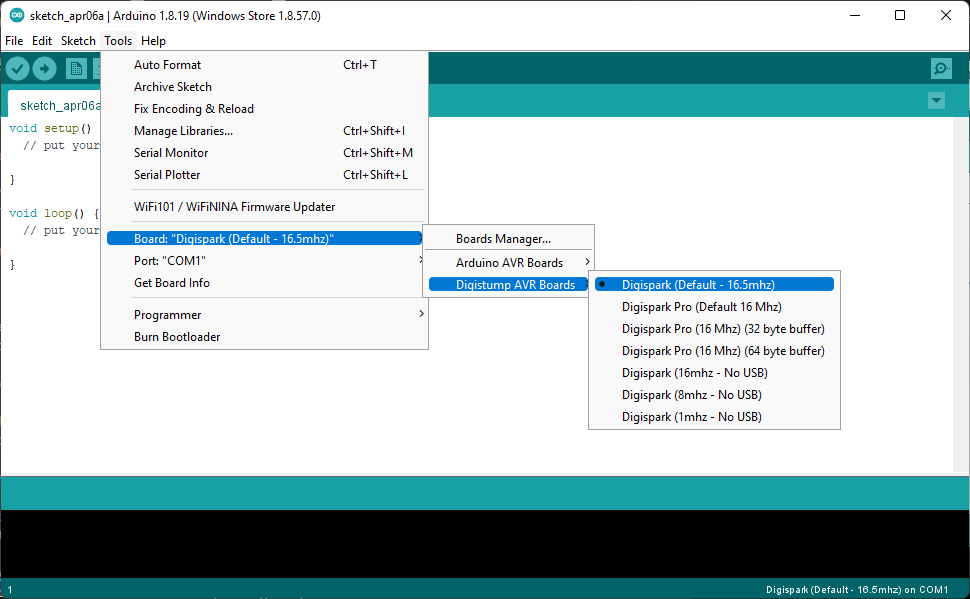 sketch_apr06a | Arduino 1.8.19 (Windows Store 1.8.57.0)
File Edit Sketch Tools Help
sketch_apr06a
void setup()
// put your
}
void loop() {
// put your
}
Auto Format Ctrl+T
Archive Sketch
Fix Encoding & Reload
Manage Libraries... Ctrl+Shift+I
Serial Monitor Ctrl+Shift+M
Serial Plotter Ctrl+Shift+L
WiFi101 / WiFiNINA Firmware Updater
Board: "Digispark (Default - 16.5mhz)"
Port: "COM1"
Get Board Info
Programmer
Burn Bootloader
Boards Manager...
Arduino AVR Boards
Digistump AVR Boards
Digispark (Default - 16.5mhz)
Digispark Pro (Default 16 Mhz)
Digispark Pro (16 Mhz) (32 byte buffer)
Digispark Pro (16 Mhz) (64 byte buffer)
Digispark (16mhz - No USB)
Digispark (8mhz - No USB)
Digispark (1mhz - No USB)
1 Digispark (Default - 16.5mhz) on COM1